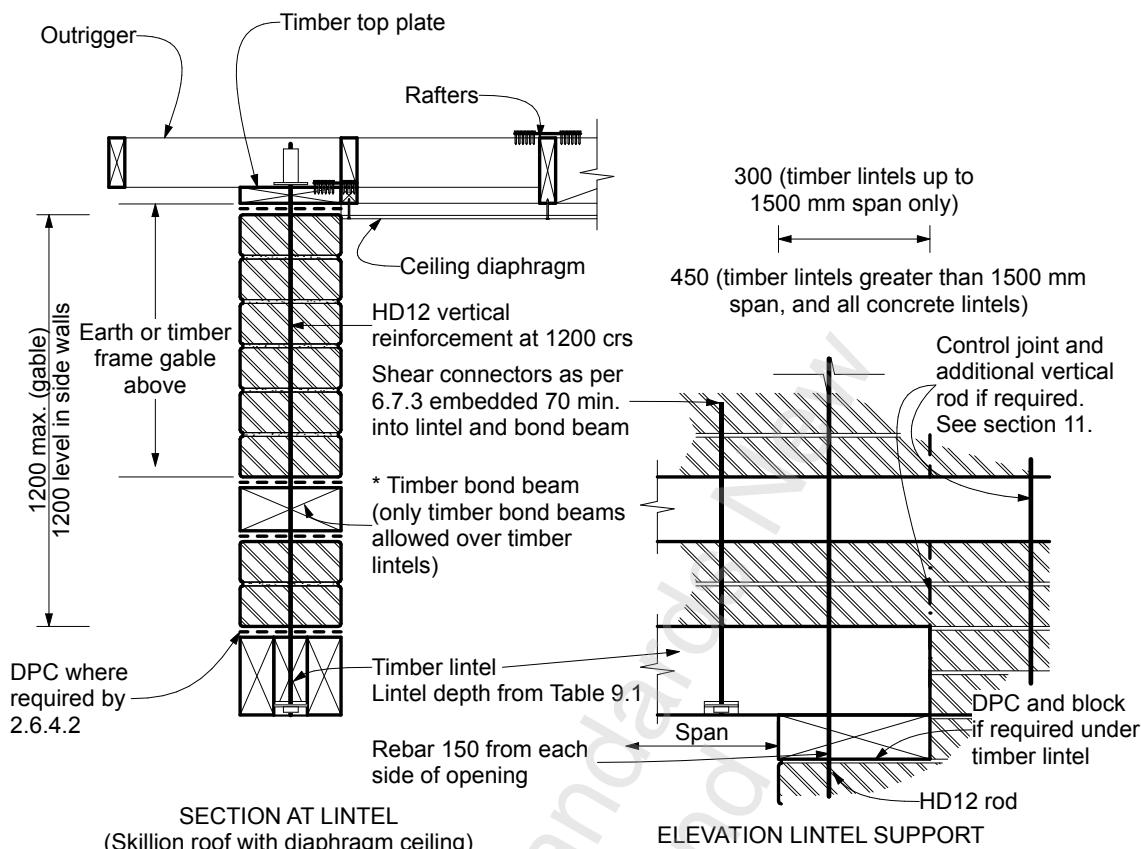 Outrigger
Timber top plate
Rafters
300 (timber lintels up to
1500 mm span only)
450 (timber lintels greater than 1500 mm
span, and all concrete lintels)
Ceiling diaphragm
HD12 vertical
reinforcement at 1200 crs
Earth or timber
frame gable
above
1200 max. (gable)
1200 level in side walls
Shear connectors as per
6.7.3 embedded 70 min.
into lintel and bond beam
Control joint and
additional vertical
rod if required.
See section 11.
* Timber bond beam
(only timber bond beams
allowed over timber
lintels)
DPC where
required by
2.6.4.2
Timber lintel
Lintel depth from Table 9.1
Span
DPC and block
if required under
timber lintel
Rebar 150 from each
side of opening
HD12 rod
SECTION AT LINTEL
(Skillion roof with diaphragm ceiling)
ELEVATION LINTEL SUPPORT